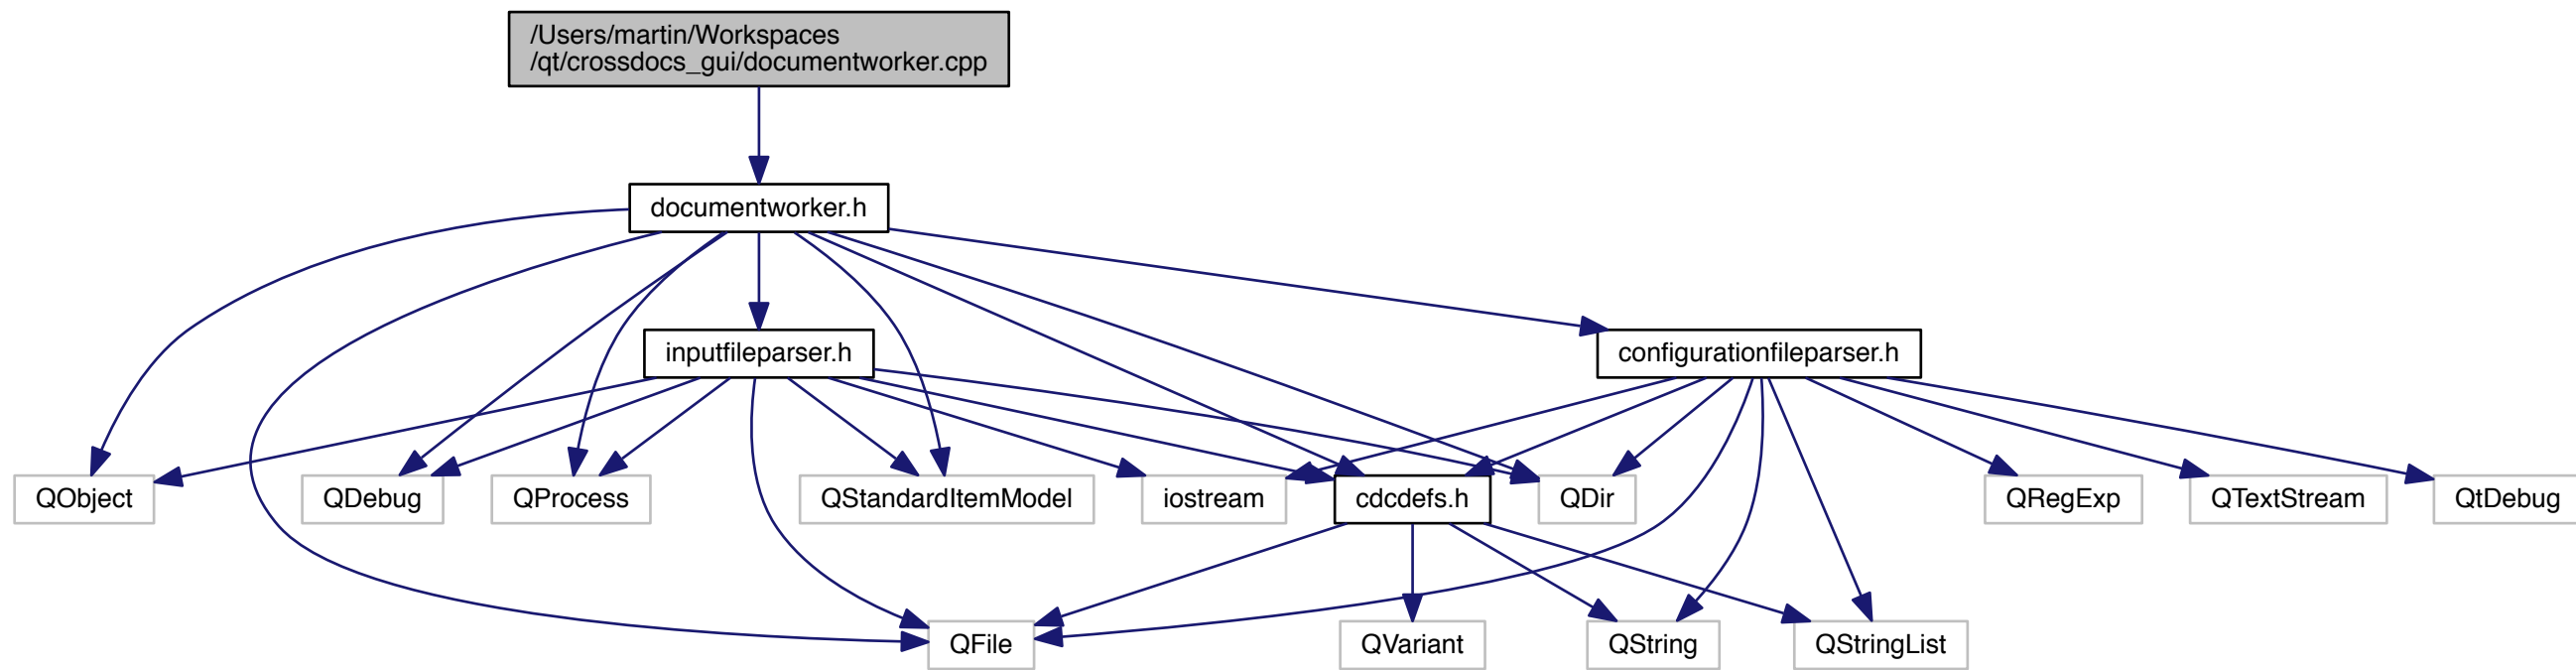 /Users/martin/Workspaces
/qt/crossdocs_gui/documentworker.cpp
documentworker.h
inputfileparser.h
configurationfileparser.h
QObject
QDebug
QProcess
QStandardItemModel
iostream
cdcdefs.h
QDir
QRegExp
QTextStream
QtDebug
QFile
QVariant
QString
QStringList